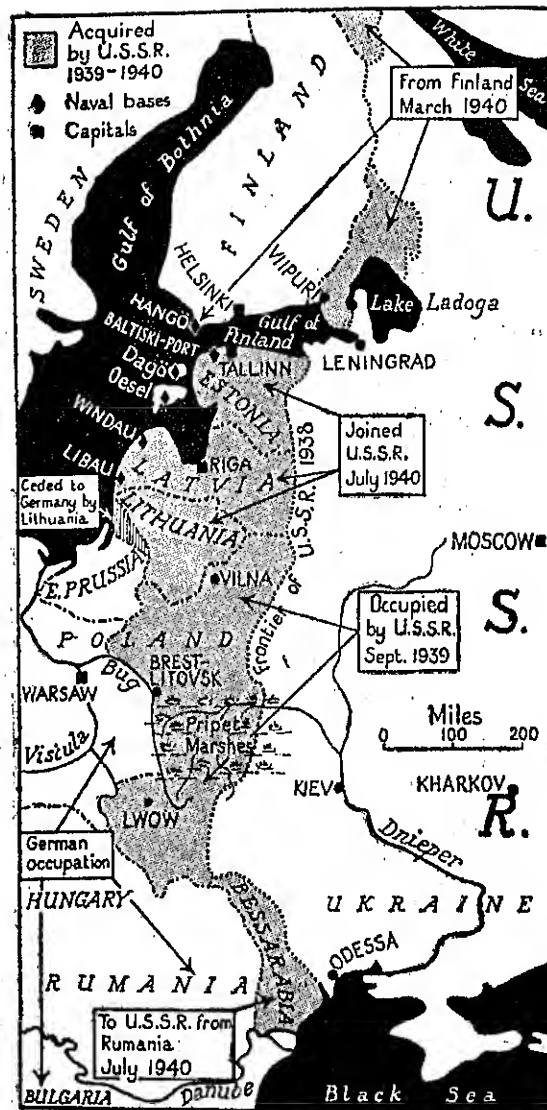 Acquired
by U.S.S.R.
1939-1940
Naval bases
Capitals
White Sea
From Finland
March 1940
SWEDEN
Gulf of Bothnia
FINLAND
U.
HELSINKI
VIIPURI
Lake Ladoga
HANGÖ
BALTISKI-PORT
Gulf of
Finland
LENINGRAD
Dagö
Oesel
TALLINN
ESTONIA
S.
WINDAU
RIGA
Joined
U.S.S.R.
July 1940
LIBAU
LATVIA
Frontier of U.S.S.R. 1938
Ceded to
Germany by
Lithuania
LITHUANIA
MOSCOW
E. PRUSSIA
VILNA
Occupied
by U.S.S.R.
Sept. 1939
S.
POLAND
BREST-
LITOVSK
Bug
WARSAW
Pripet
Marshes
Miles
0 100 200
Vistula
KIEV
KHARKOV
R.
LWOW
Dnieper
German
occupation
HUNGARY
BESSARABIA
UKRAINE
ODESSA
RUMANIA
To U.S.S.R. from
Rumania
July 1940
BULGARIA
Danube
Black Sea